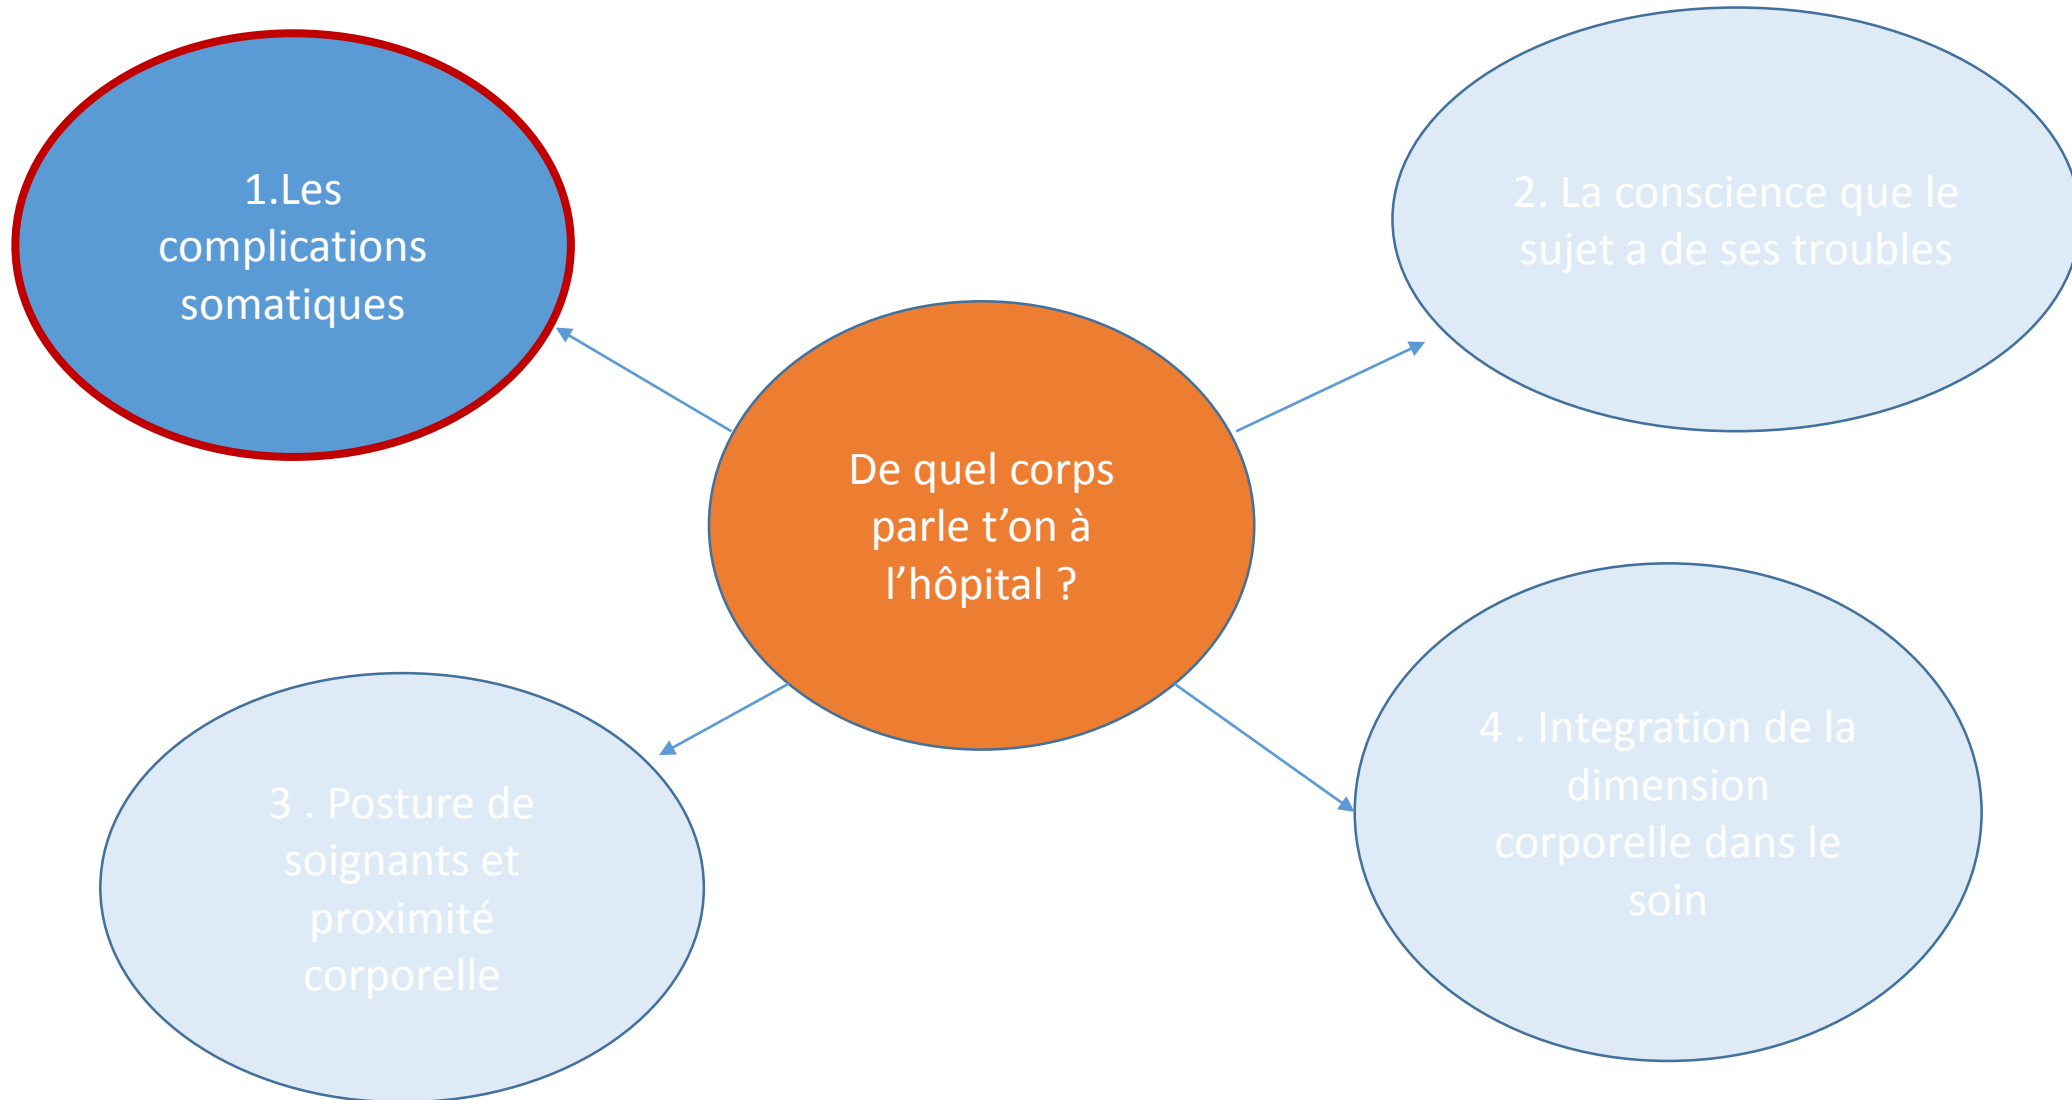 1.Les
complications
somatiques
2. La conscience que le
sujet a de ses troubles
De quel corps
parle t’on à
l’hôpital ?
3 . Posture de
soignants et
proximité
corporelle
4 . Integration de la
dimension
corporelle dans le
soin